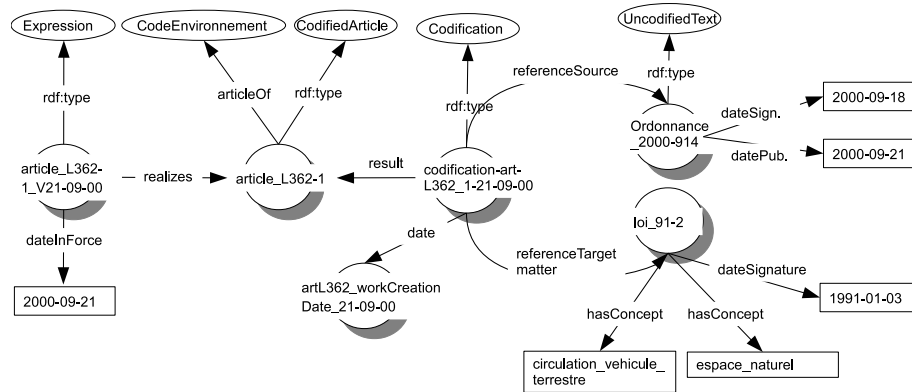 Expression
CodeEnvironnement
CodifiedArticle
Codification
UncodifiedText
referenceSource
rdf:type
rdf:type
articleOf
rdf:type
rdf:type
2000-09-18
dateSign.
Ordonnance
_2000-914
datePub.
2000-09-21
article_L362-
1_V21-09-00
realizes
article_L362-1
result
codification-art-
L362_1-21-09-00
loi_91-2
dateInForce
date
referenceTarget
matter
dateSignature
2000-09-21
artL362_workCreation
Date_21-09-00
1991-01-03
hasConcept
hasConcept
circulation_vehicule_
terrestre
espace_naturel